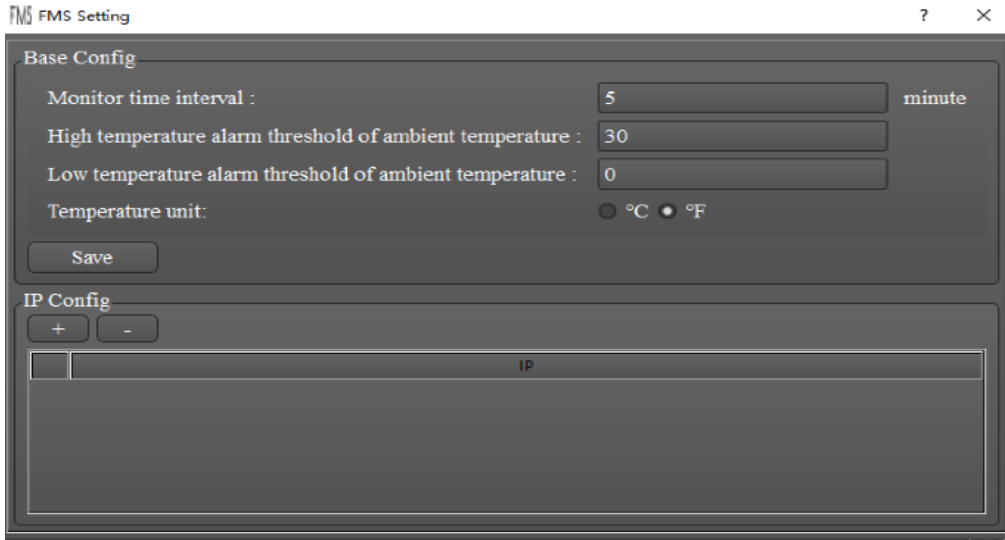 FMS FMS Setting ? ×
Base Config
Monitor time interval : 5 minute
High temperature alarm threshold of ambient temperature : 30
Low temperature alarm threshold of ambient temperature : 0
Temperature unit: °C °F
Save
IP Config
+ -
IP